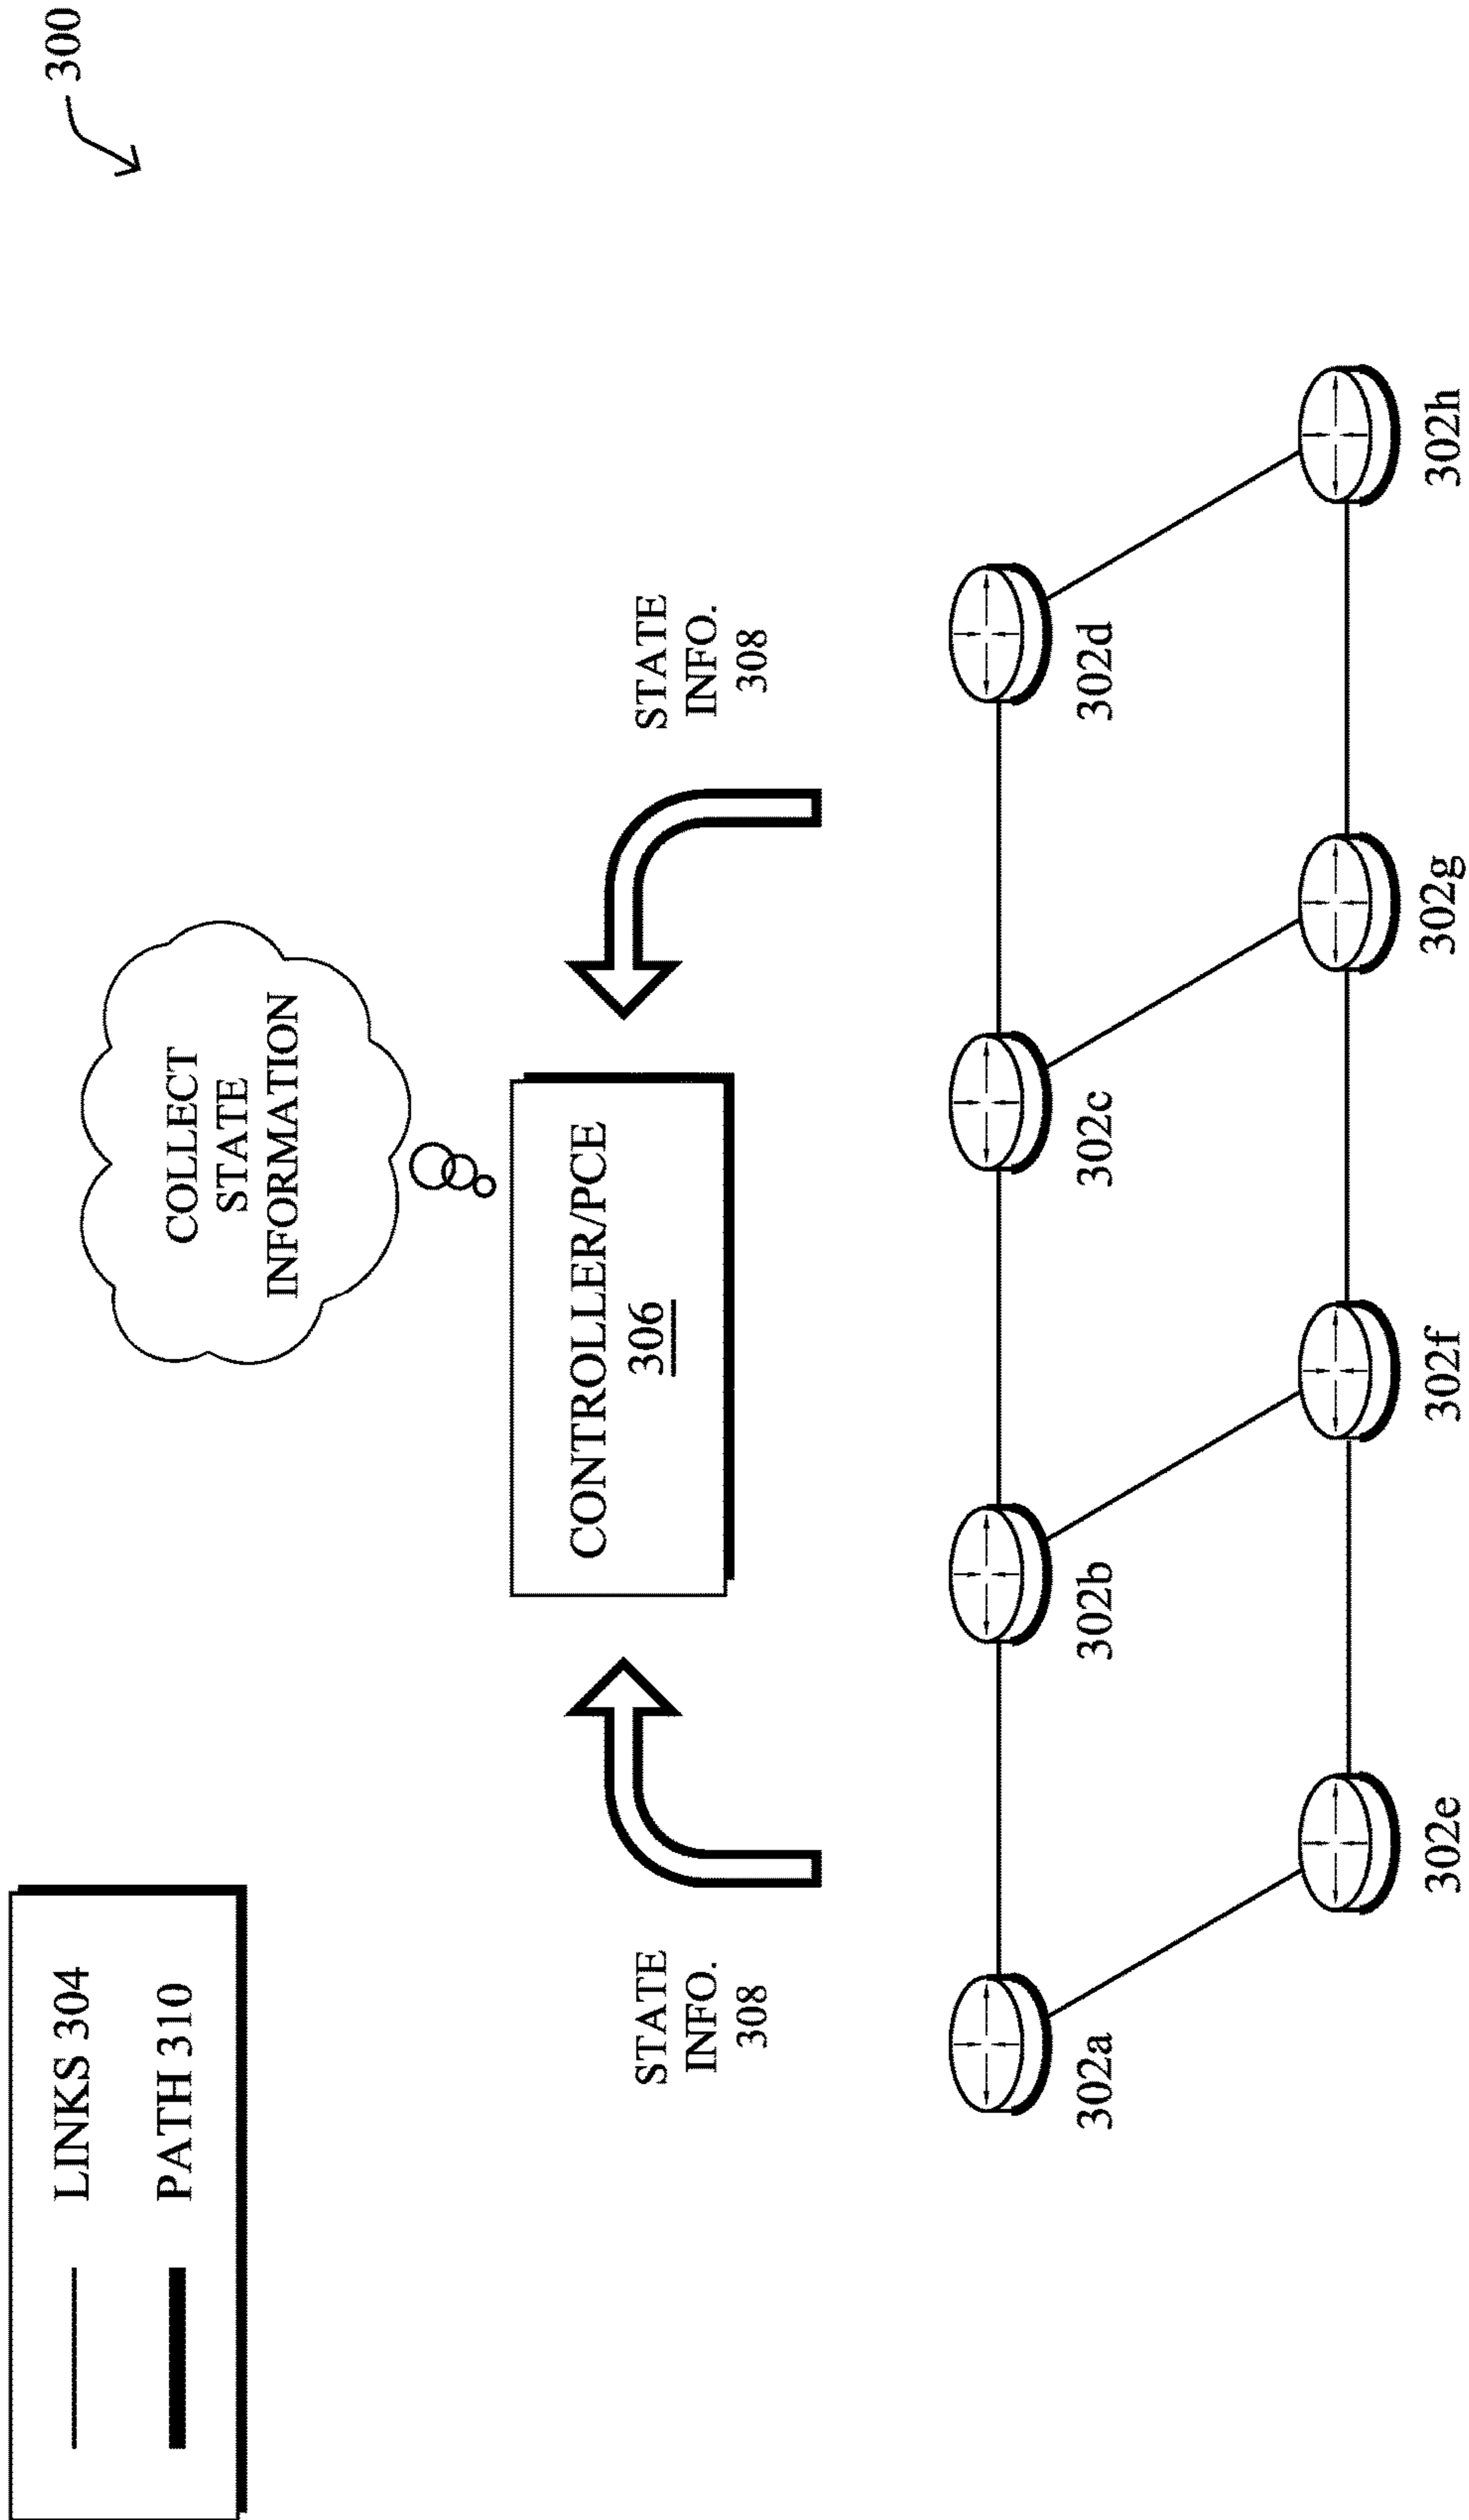 300
LINKS 304
PATH 310
COLLECT
STATE
INFORMATION
CONTROLLER/PCE
306
STATE
INFO.
308
STATE
INFO.
308
302a
302b
302c
302d
302e
302f
302g
302h